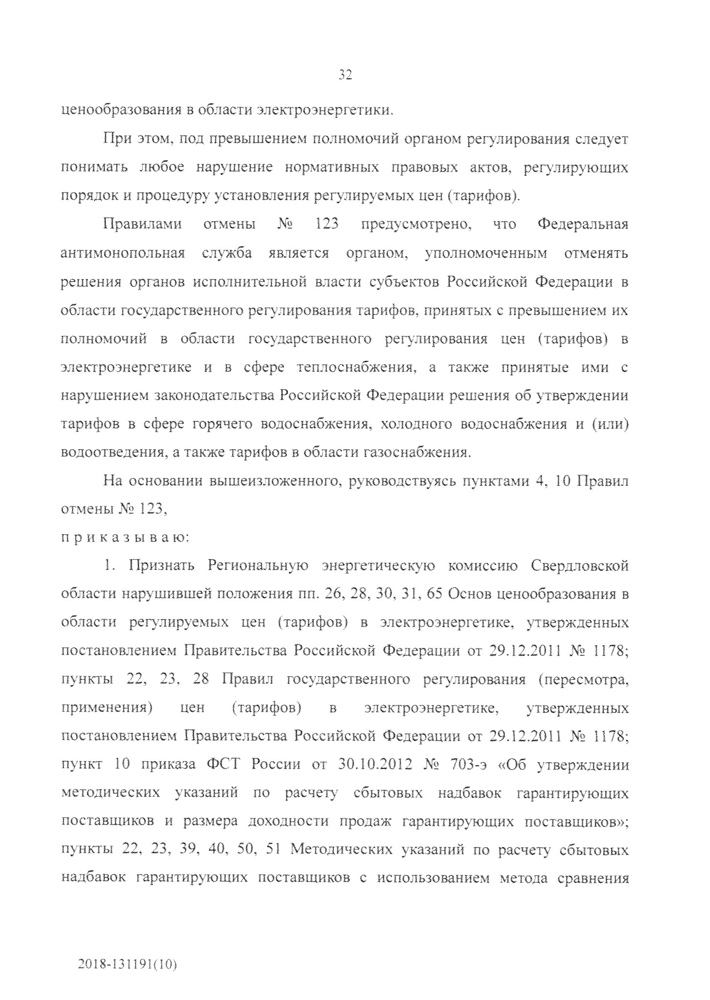 32
ценообразования в области электроэнергетики.
При этом, под превышением полномочий органом регулирования следует
понимать любое нарушение нормативных правовых актов, регулирующих
порядок и процедуру установления регулируемых цен (тарифов).
Правилами отмены № 123 предусмотрено, что Федеральная
антимонопольная служба является органом, уполномоченным отменять
решения органов исполнительной власти субъектов Российской Федерации в
области государственного регулирования тарифов, принятых с превышением их
полномочий в области государственного регулирования цен (тарифов) в
электроэнергетике и в сфере теплоснабжения, а также принятые ими с
нарушением законодательства Российской Федерации решения об утверждении
тарифов в сфере горячего водоснабжения, холодного водоснабжения и (или)
водоотведения, а также тарифов в области газоснабжения.
На основании вышеизложенного, руководствуясь пунктами 4, 10 Правил
отмены № 123,
п р и к а з ы в а ю:
1. Признать Региональную энергетическую комиссию Свердловской
области нарушившей положения пп. 26, 28, 30, 31, 65 Основ ценообразования в
области регулируемых цен (тарифов) в электроэнергетике, утвержденных
постановлением Правительства Российской Федерации от 29.12.2011 № 1178;
пункты 22, 23, 28 Правил государственного регулирования (пересмотра,
применения) цен (тарифов) в электроэнергетике, утвержденных
постановлением Правительства Российской Федерации от 29.12.2011 № 1178;
пункт 10 приказа ФСТ России от 30.10.2012 № 703-э «Об утверждении
методических указаний по расчету сбытовых надбавок гарантирующих
поставщиков и размера доходности продаж гарантирующих поставщиков»;
пункты 22, 23, 39, 40, 50, 51 Методических указаний по расчету сбытовых
надбавок гарантирующих поставщиков с использованием метода сравнения
2018-131191(10)